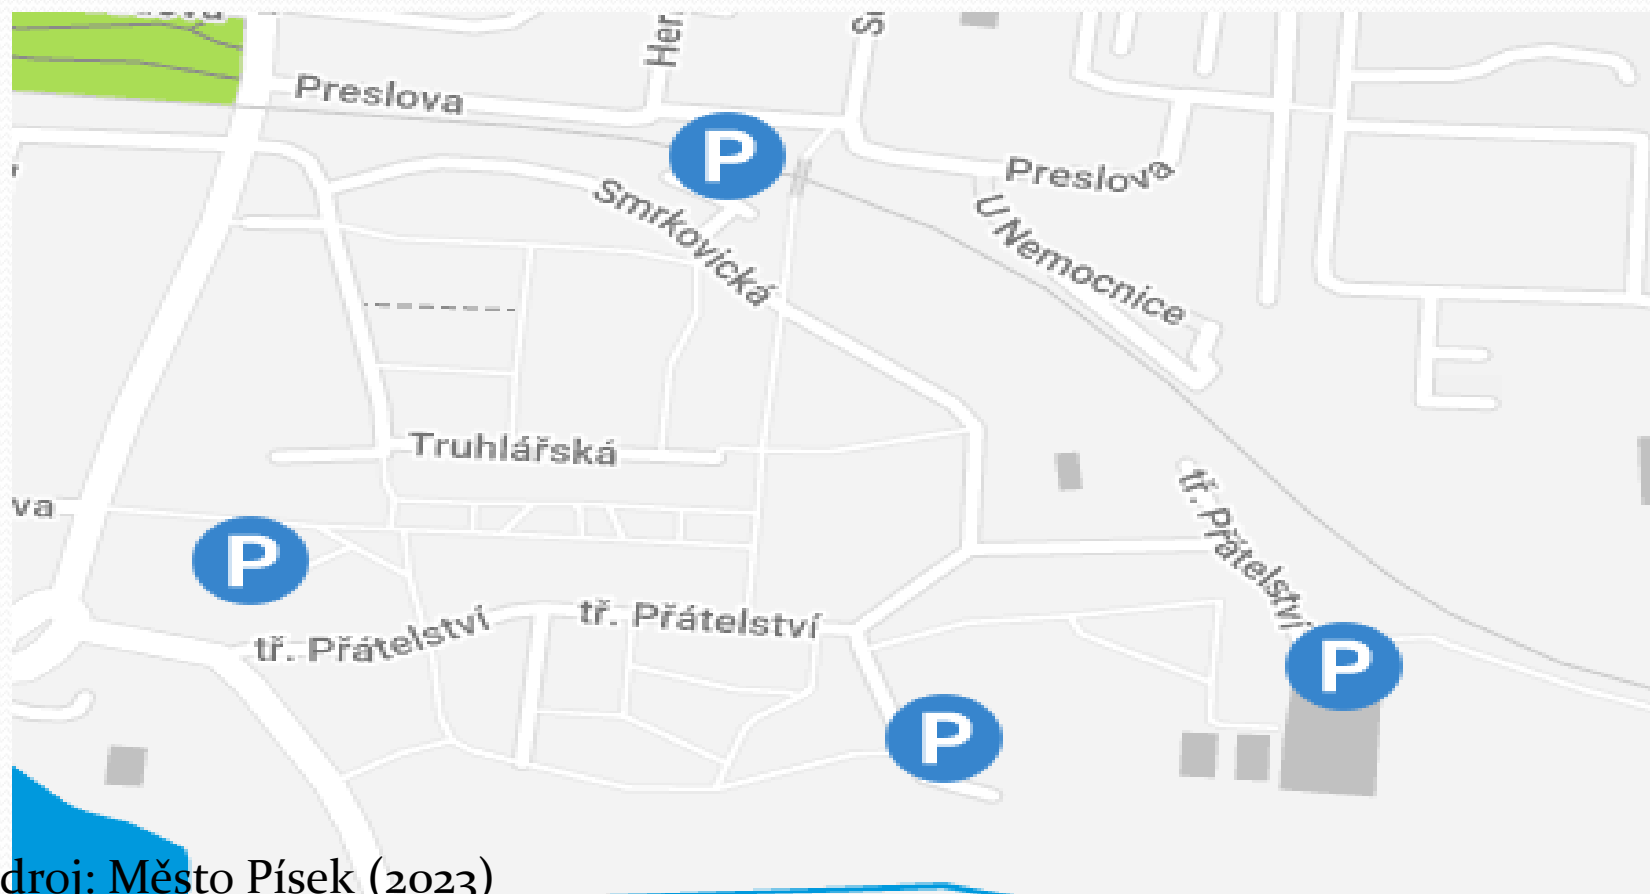 Preslova
P
Preslova
Smrkovická
U Nemocnice
Truhlářská
tř. Přátelství
P
tř. Přátelství
tř. Přátelství
P
P
droj: Město Písek (2023)